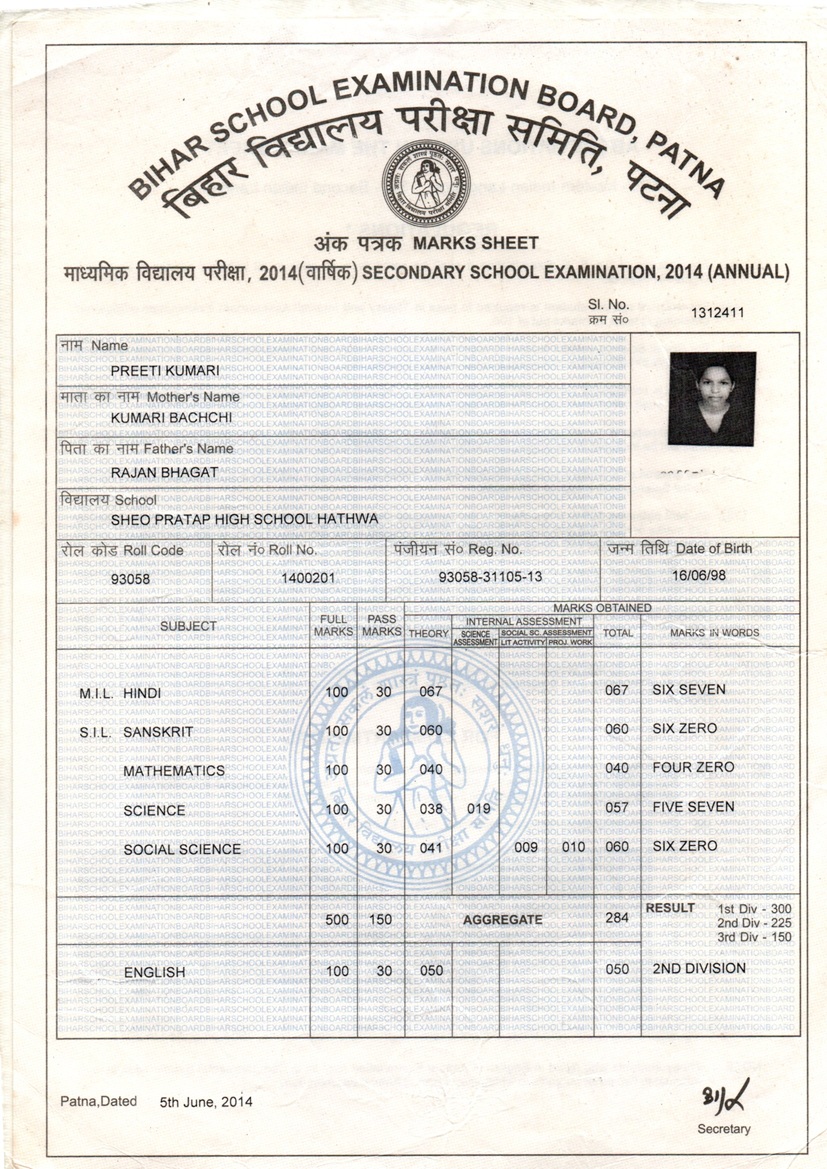 BIHAR SCHOOL EXAMINATION BOARD, PATNA
बिहार विद्यालय परीक्षा समिति, पटना
अंक पत्रक MARKS SHEET
माध्यमिक विद्यालय परीक्षा, 2014(वार्षिक) SECONDARY SCHOOL EXAMINATION, 2014 (ANNUAL)
Sl. No.
क्रम सं० 1312411
नाम Name
PREETI KUMARI
माता का नाम Mother's Name
KUMARI BACHCHI
पिता का नाम Father's Name
RAJAN BHAGAT
विद्यालय School
SHEO PRATAP HIGH SCHOOL HATHWA
रोल कोड Roll Code रोल नं० Roll No. पंजीयन सं० Reg. No. जन्म तिथि Date of Birth
93058 1400201 93058-31105-13 16/06/98
SUBJECT FULL MARKS PASS MARKS MARKS OBTAINED
THEORY INTERNAL ASSESSMENT TOTAL MARKS IN WORDS
SCIENCE ASSESSMENT SOCIAL SC. ASSESSMENT
LIT ACTIVITY PROJ. WORK
M.I.L. HINDI 100 30 067 067 SIX SEVEN
S.I.L. SANSKRIT 100 30 060 060 SIX ZERO
MATHEMATICS 100 30 040 040 FOUR ZERO
SCIENCE 100 30 038 019 057 FIVE SEVEN
SOCIAL SCIENCE 100 30 041 009 010 060 SIX ZERO
500 150 AGGREGATE 284 RESULT 1st Div - 300
2nd Div - 225
3rd Div - 150
ENGLISH 100 30 050 050 2ND DIVISION
Patna,Dated 5th June, 2014
Secretary